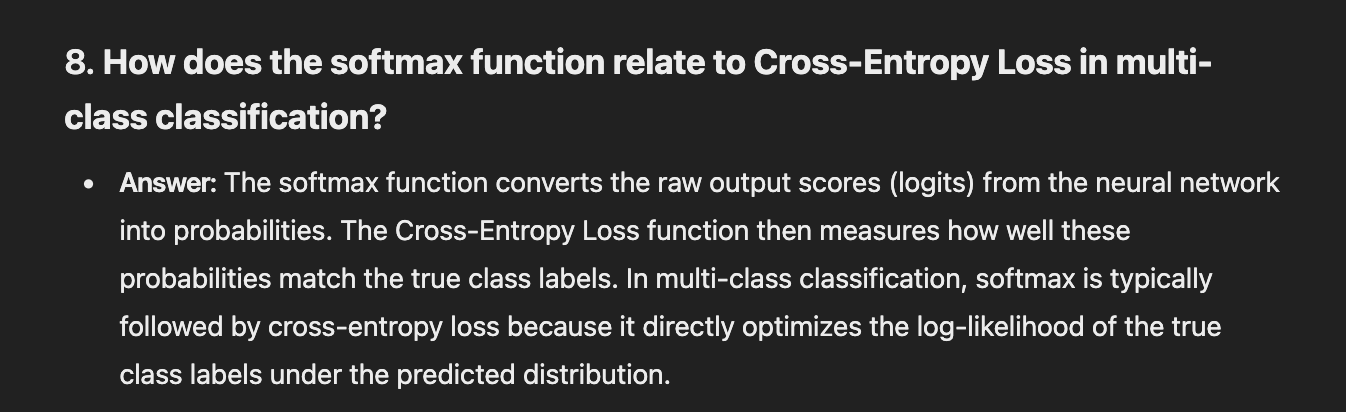 8. How does the softmax function relate to Cross-Entropy Loss in multi-
class classification?
• Answer: The softmax function converts the raw output scores (logits) from the neural network
into probabilities. The Cross-Entropy Loss function then measures how well these
probabilities match the true class labels. In multi-class classification, softmax is typically
followed by cross-entropy loss because it directly optimizes the log-likelihood of the true
class labels under the predicted distribution.